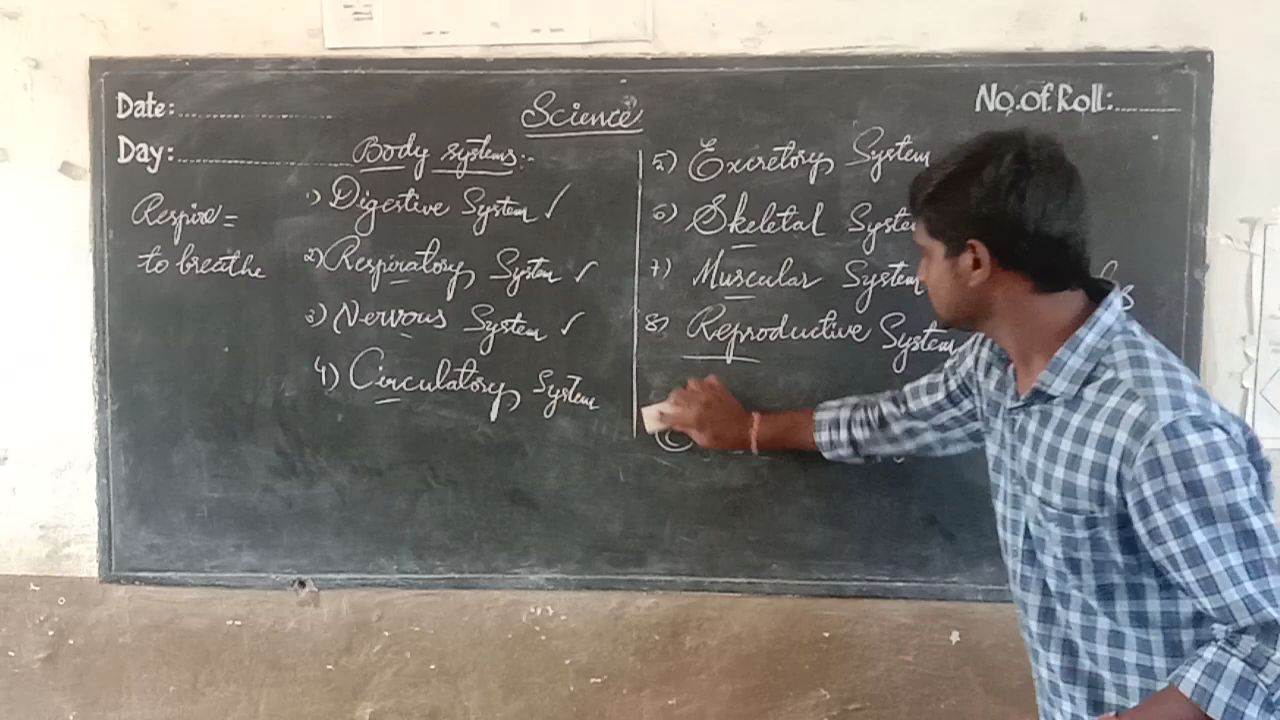 Science
Date:
No. of Roll:
Day:
Body systems:-
Respire =
to breathe
1) Digestive System ✓
2) Respiratory System ✓
3) Nervous System ✓
4) Circulatory System
5) Excretory System
6) Skeletal System
7) Muscular System
8) Reproductive System